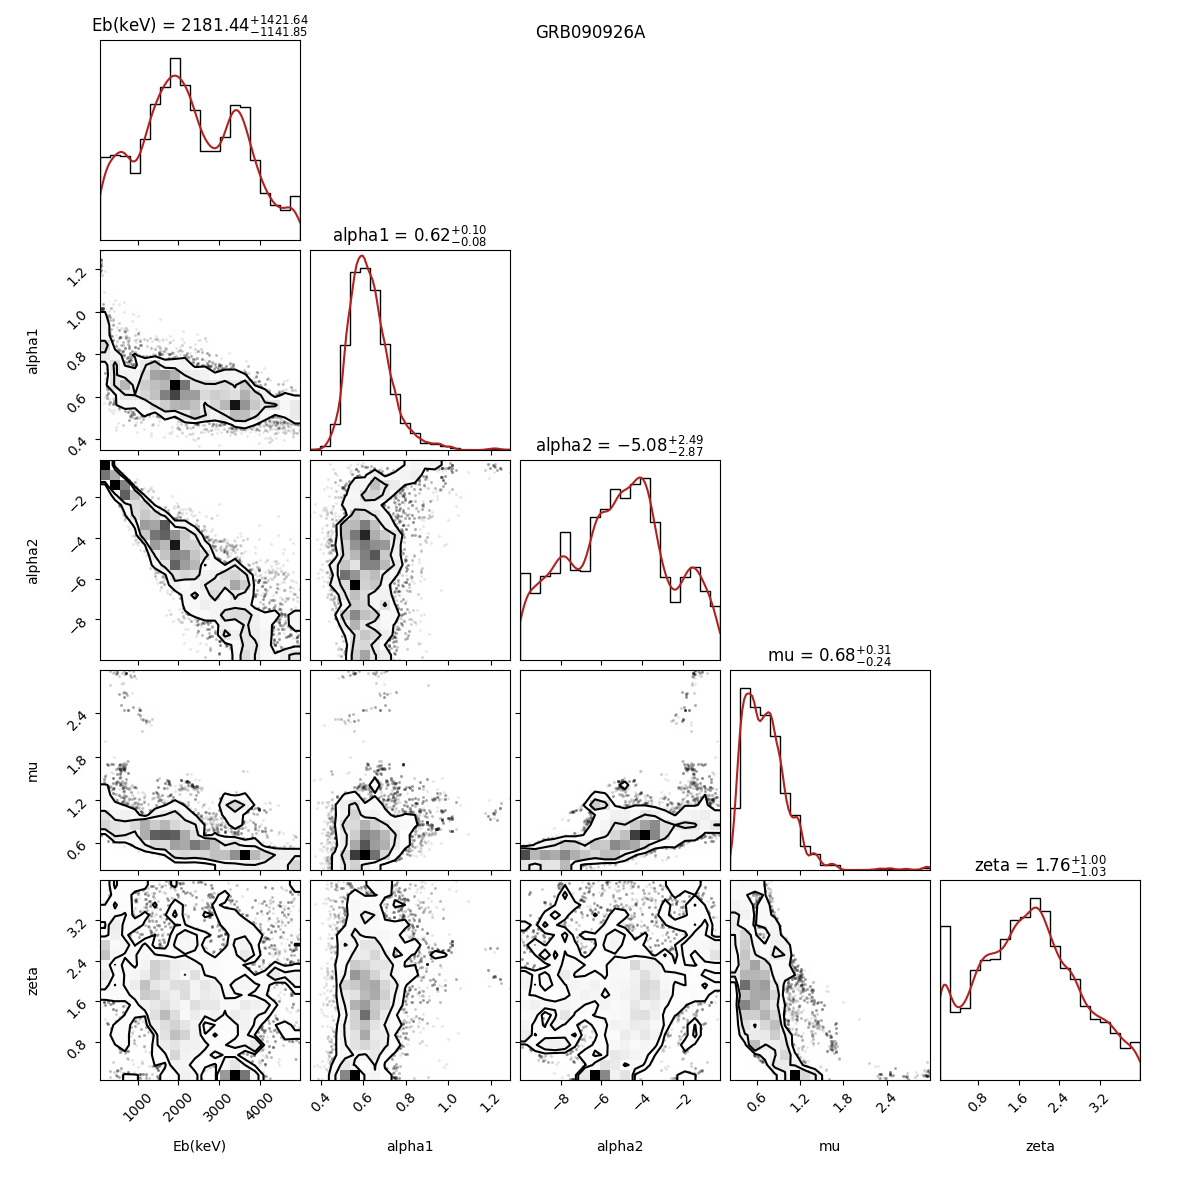 GRB090926A
Eb(keV) = 2181.44+1421.64 −1141.85
alpha1 = 0.62+0.10 −0.08
1.2
1.0
0.8
0.6
0.4
alpha1
alpha2 = −5.08+2.49 −2.87
−2
−4
−6
−8
alpha2
mu = 0.68+0.31 −0.24
2.4
1.8
1.2
0.6
mu
zeta = 1.76+1.00 −1.03
3.2
2.4
1.6
0.8
zeta
1000 2000 3000 4000
0.4 0.6 0.8 1.0 1.2
−8 −6 −4 −2
0.6 1.2 1.8 2.4
0.8 1.6 2.4 3.2
Eb(keV) alpha1 alpha2 mu zeta